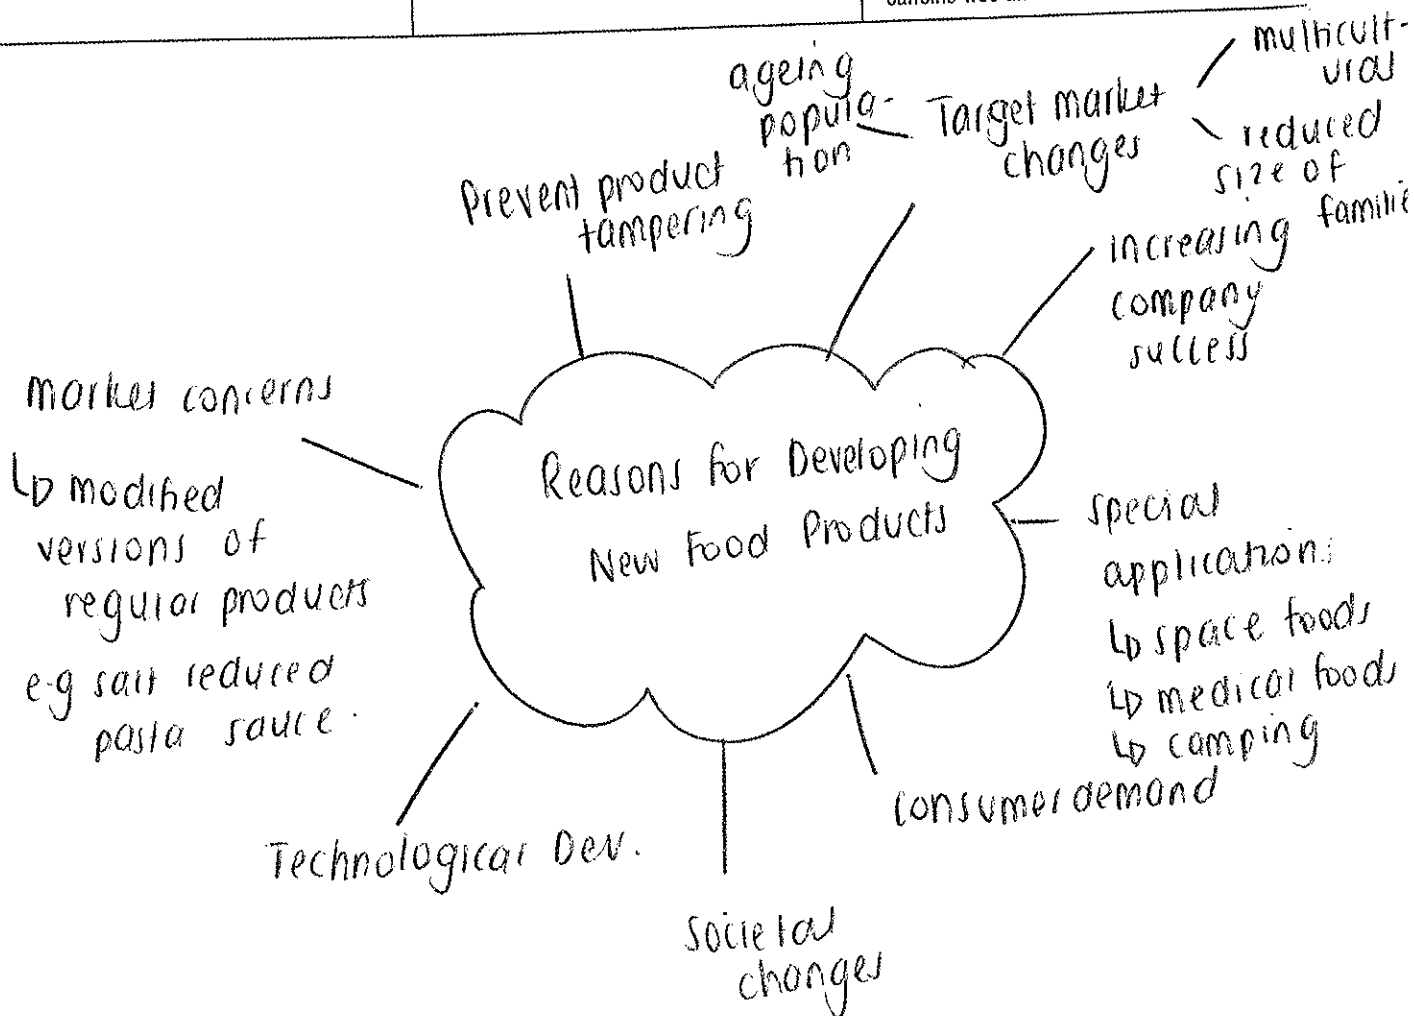 multicult-
ural
ageing
popula-
tion
Target market
changes
reduced
size of
Prevent product
tampering
increasing
company
success
market concerns
↳ modified
versions of
regular products
e.g salt reduced
pasta sauce.
Reasons for Developing
New Food Products
special
applications
↳ space foods
↳ medical foods
↳ camping
consumer demand
Technological Dev.
Societal
changes